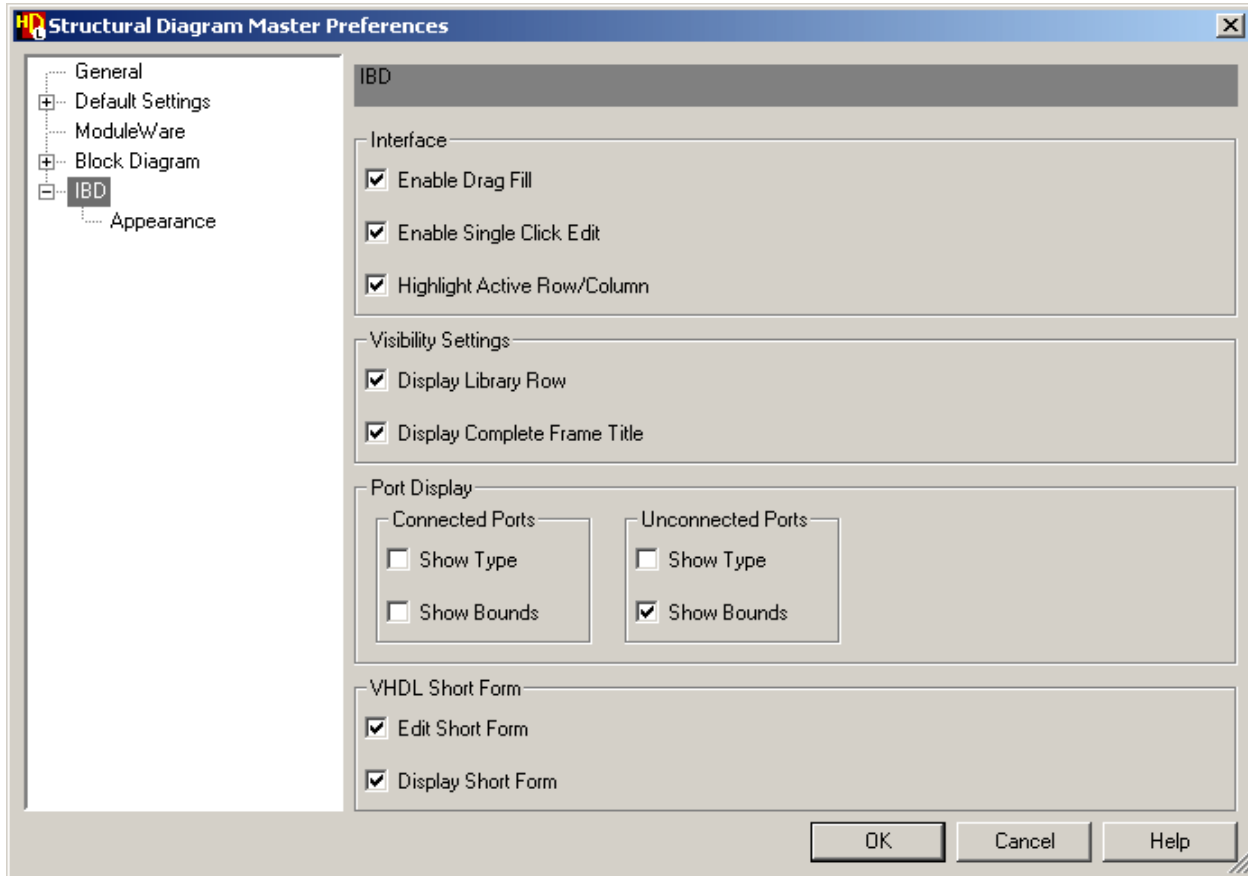 Structural Diagram Master Preferences
General
Default Settings
ModuleWare
Block Diagram
IBD
Appearance
IBD
Interface
Enable Drag Fill
Enable Single Click Edit
Highlight Active Row/Column
Visibility Settings
Display Library Row
Display Complete Frame Title
Port Display
Connected Ports
Show Type
Show Bounds
Unconnected Ports
Show Type
Show Bounds
VHDL Short Form
Edit Short Form
Display Short Form
OK Cancel Help